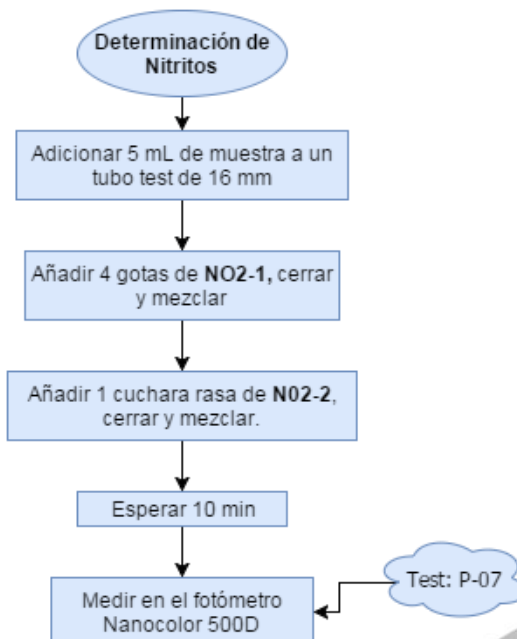 Determinación de
Nitritos
Adicionar 5 mL de muestra a un
tubo test de 16 mm
Añadir 4 gotas de NO2-1, cerrar
y mezclar
Añadir 1 cuchara rasa de N02-2,
cerrar y mezclar.
Esperar 10 min
Medir en el fotómetro
Nanocolor 500D
Test: P-07